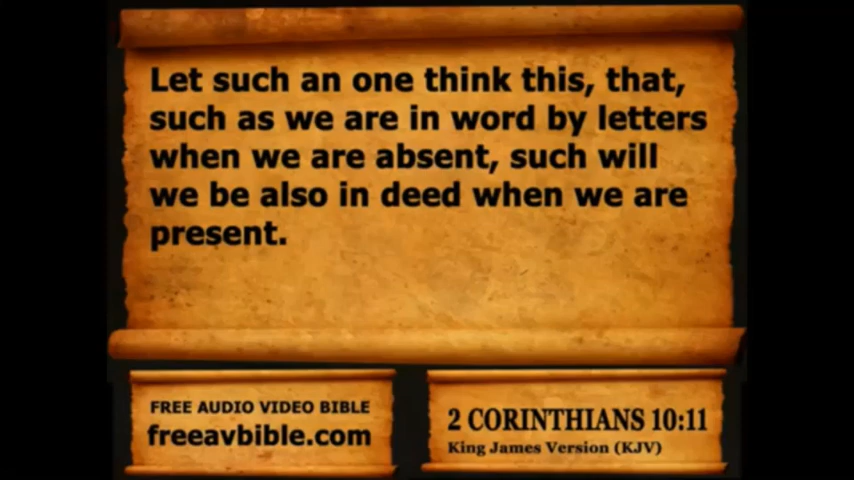 Let such an one think this, that,
such as we are in word by letters
when we are absent, such will
we be also in deed when we are
present.
FREE AUDIO VIDEO BIBLE
freeavbible.com
2 CORINTHIANS 10:11
King James Version (KJV)